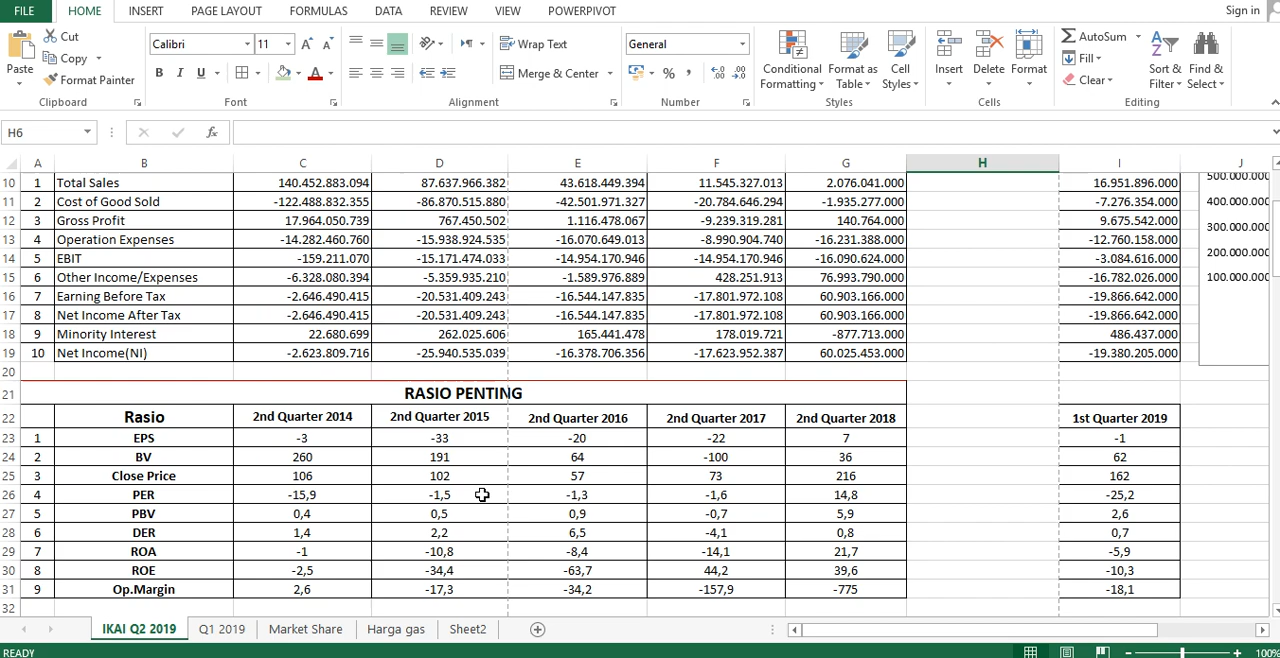 FILE HOME INSERT PAGE LAYOUT FORMULAS DATA REVIEW VIEW POWERPIVOT Sign in
Cut
Copy
Format Painter
Paste
Clipboard
Calibri 11
B I U
Font
Wrap Text
Merge & Center
Alignment
General
%
Number
Conditional Formatting
Format as Table
Cell Styles
Styles
Insert Delete Format
Cells
AutoSum
Fill
Clear
Sort & Filter
Find & Select
Editing
H6 fx
A B C D E F G H I J
10 1 Total Sales 140.452.883.094 87.637.966.382 43.618.449.394 11.545.327.013 2.076.041.000 16.951.896.000 500.000.000
11 2 Cost of Good Sold -122.488.832.355 -86.870.515.880 -42.501.971.327 -20.784.646.294 -1.935.277.000 -7.276.354.000 400.000.000
12 3 Gross Profit 17.964.050.739 767.450.502 1.116.478.067 -9.239.319.281 140.764.000 9.675.542.000 300.000.000
13 4 Operation Expenses -14.282.460.760 -15.938.924.535 -16.070.649.013 -8.990.904.740 -16.231.388.000 -12.760.158.000
14 5 EBIT -159.211.070 -15.171.474.033 -14.954.170.946 -14.954.170.946 -16.090.624.000 -3.084.616.000 200.000.000
15 6 Other Income/Expenses -6.328.080.394 -5.359.935.210 -1.589.976.889 428.251.913 76.993.790.000 -16.782.026.000 100.000.000
16 7 Earning Before Tax -2.646.490.415 -20.531.409.243 -16.544.147.835 -17.801.972.108 60.903.166.000 -19.866.642.000
17 8 Net Income After Tax -2.646.490.415 -20.531.409.243 -16.544.147.835 -17.801.972.108 60.903.166.000 -19.866.642.000
18 9 Minority Interest 22.680.699 262.025.606 165.441.478 178.019.721 -877.713.000 486.437.000
19 10 Net Income(NI) -2.623.809.716 -25.940.535.039 -16.378.706.356 -17.623.952.387 60.025.453.000 -19.380.205.000
20
21 RASIO PENTING
22 Rasio 2nd Quarter 2014 2nd Quarter 2015 2nd Quarter 2016 2nd Quarter 2017 2nd Quarter 2018 1st Quarter 2019
23 1 EPS -3 -33 -20 -22 7 -1
24 2 BV 260 191 64 -100 36 62
25 3 Close Price 106 102 57 73 216 162
26 4 PER -15,9 -1,5 -1,3 -1,6 14,8 -25,2
27 5 PBV 0,4 0,5 0,9 -0,7 5,9 2,6
28 6 DER 1,4 2,2 6,5 -4,1 0,8 0,7
29 7 ROA -1 -10,8 -8,4 -14,1 21,7 -5,9
30 8 ROE -2,5 -34,4 -63,7 44,2 39,6 -10,3
31 9 Op.Margin 2,6 -17,3 -34,2 -157,9 -775 -18,1
32
IKAI Q2 2019 Q1 2019 Market Share Harga gas Sheet2
READY 100%